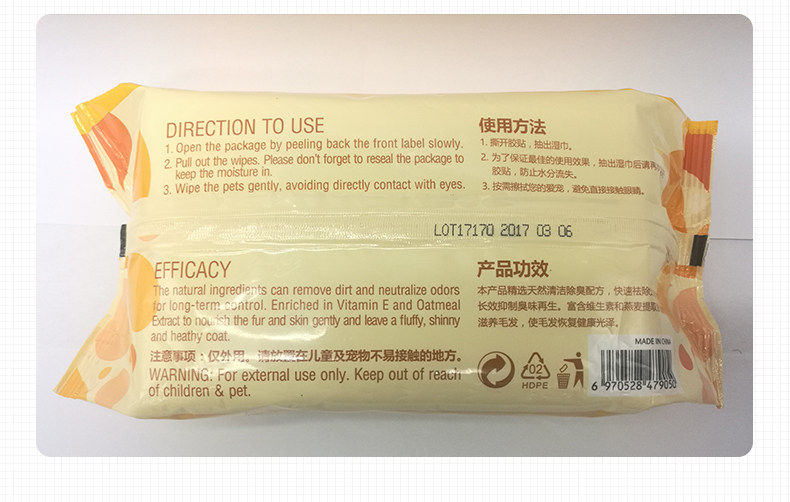 DIRECTION TO USE
1. Open the package by peeling back the front label slowly.
2. Pull out the wipes. Please don't forget to reseal the package to
keep the moisture in.
3. Wipe the pets gently, avoiding directly contact with eyes.
使用方法
1. 撕开胶贴，抽出湿巾。
2. 为了保证最佳的使用效果，抽出湿巾后请再
胶贴，防止水分流失。
3. 按需擦拭您的爱宠，避免直接接触眼睛。
LOT17170 2017 03 06
EFFICACY
The natural ingredients can remove dirt and neutralize odors
for long-term control. Enriched in Vitamin E and Oatmeal
Extract to nourish the fur and skin gently and leave a fluffy, shinny
and heathy coat.
产品功效
本产品精选天然清洁除臭配方，快速祛除
长效抑制臭味再生。富含维生素和燕麦提取
滋养毛发，使毛发恢复健康光泽。
注意事项：仅外用。请放置在儿童及宠物不易接触的地方。
WARNING: For external use only. Keep out of reach
of children & pet.
02
HDPE
MADE IN CHINA
6 970528 479050